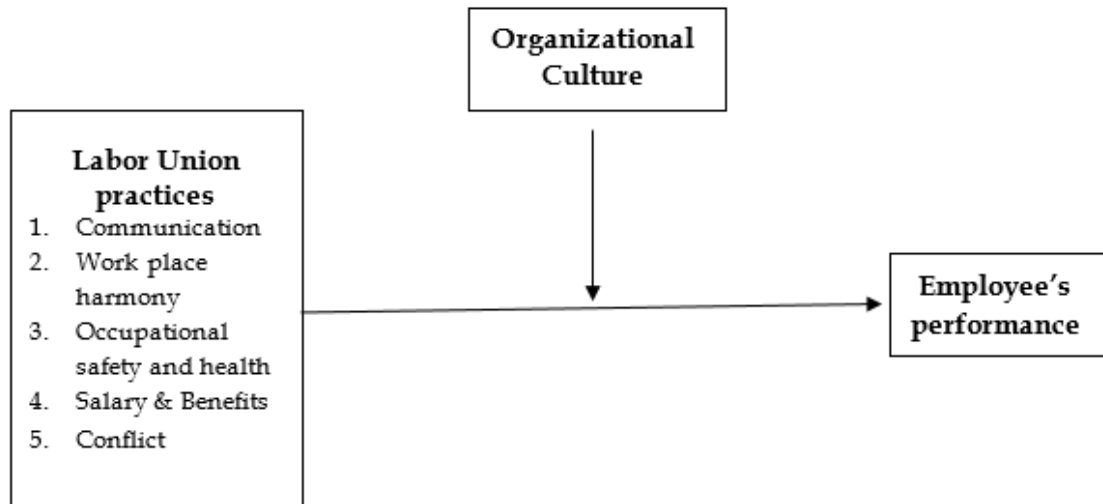 Organizational
Culture
Labor Union
practices
1. Communication
2. Work place
harmony
3. Occupational
safety and health
4. Salary & Benefits
5. Conflict
Employee’s
performance